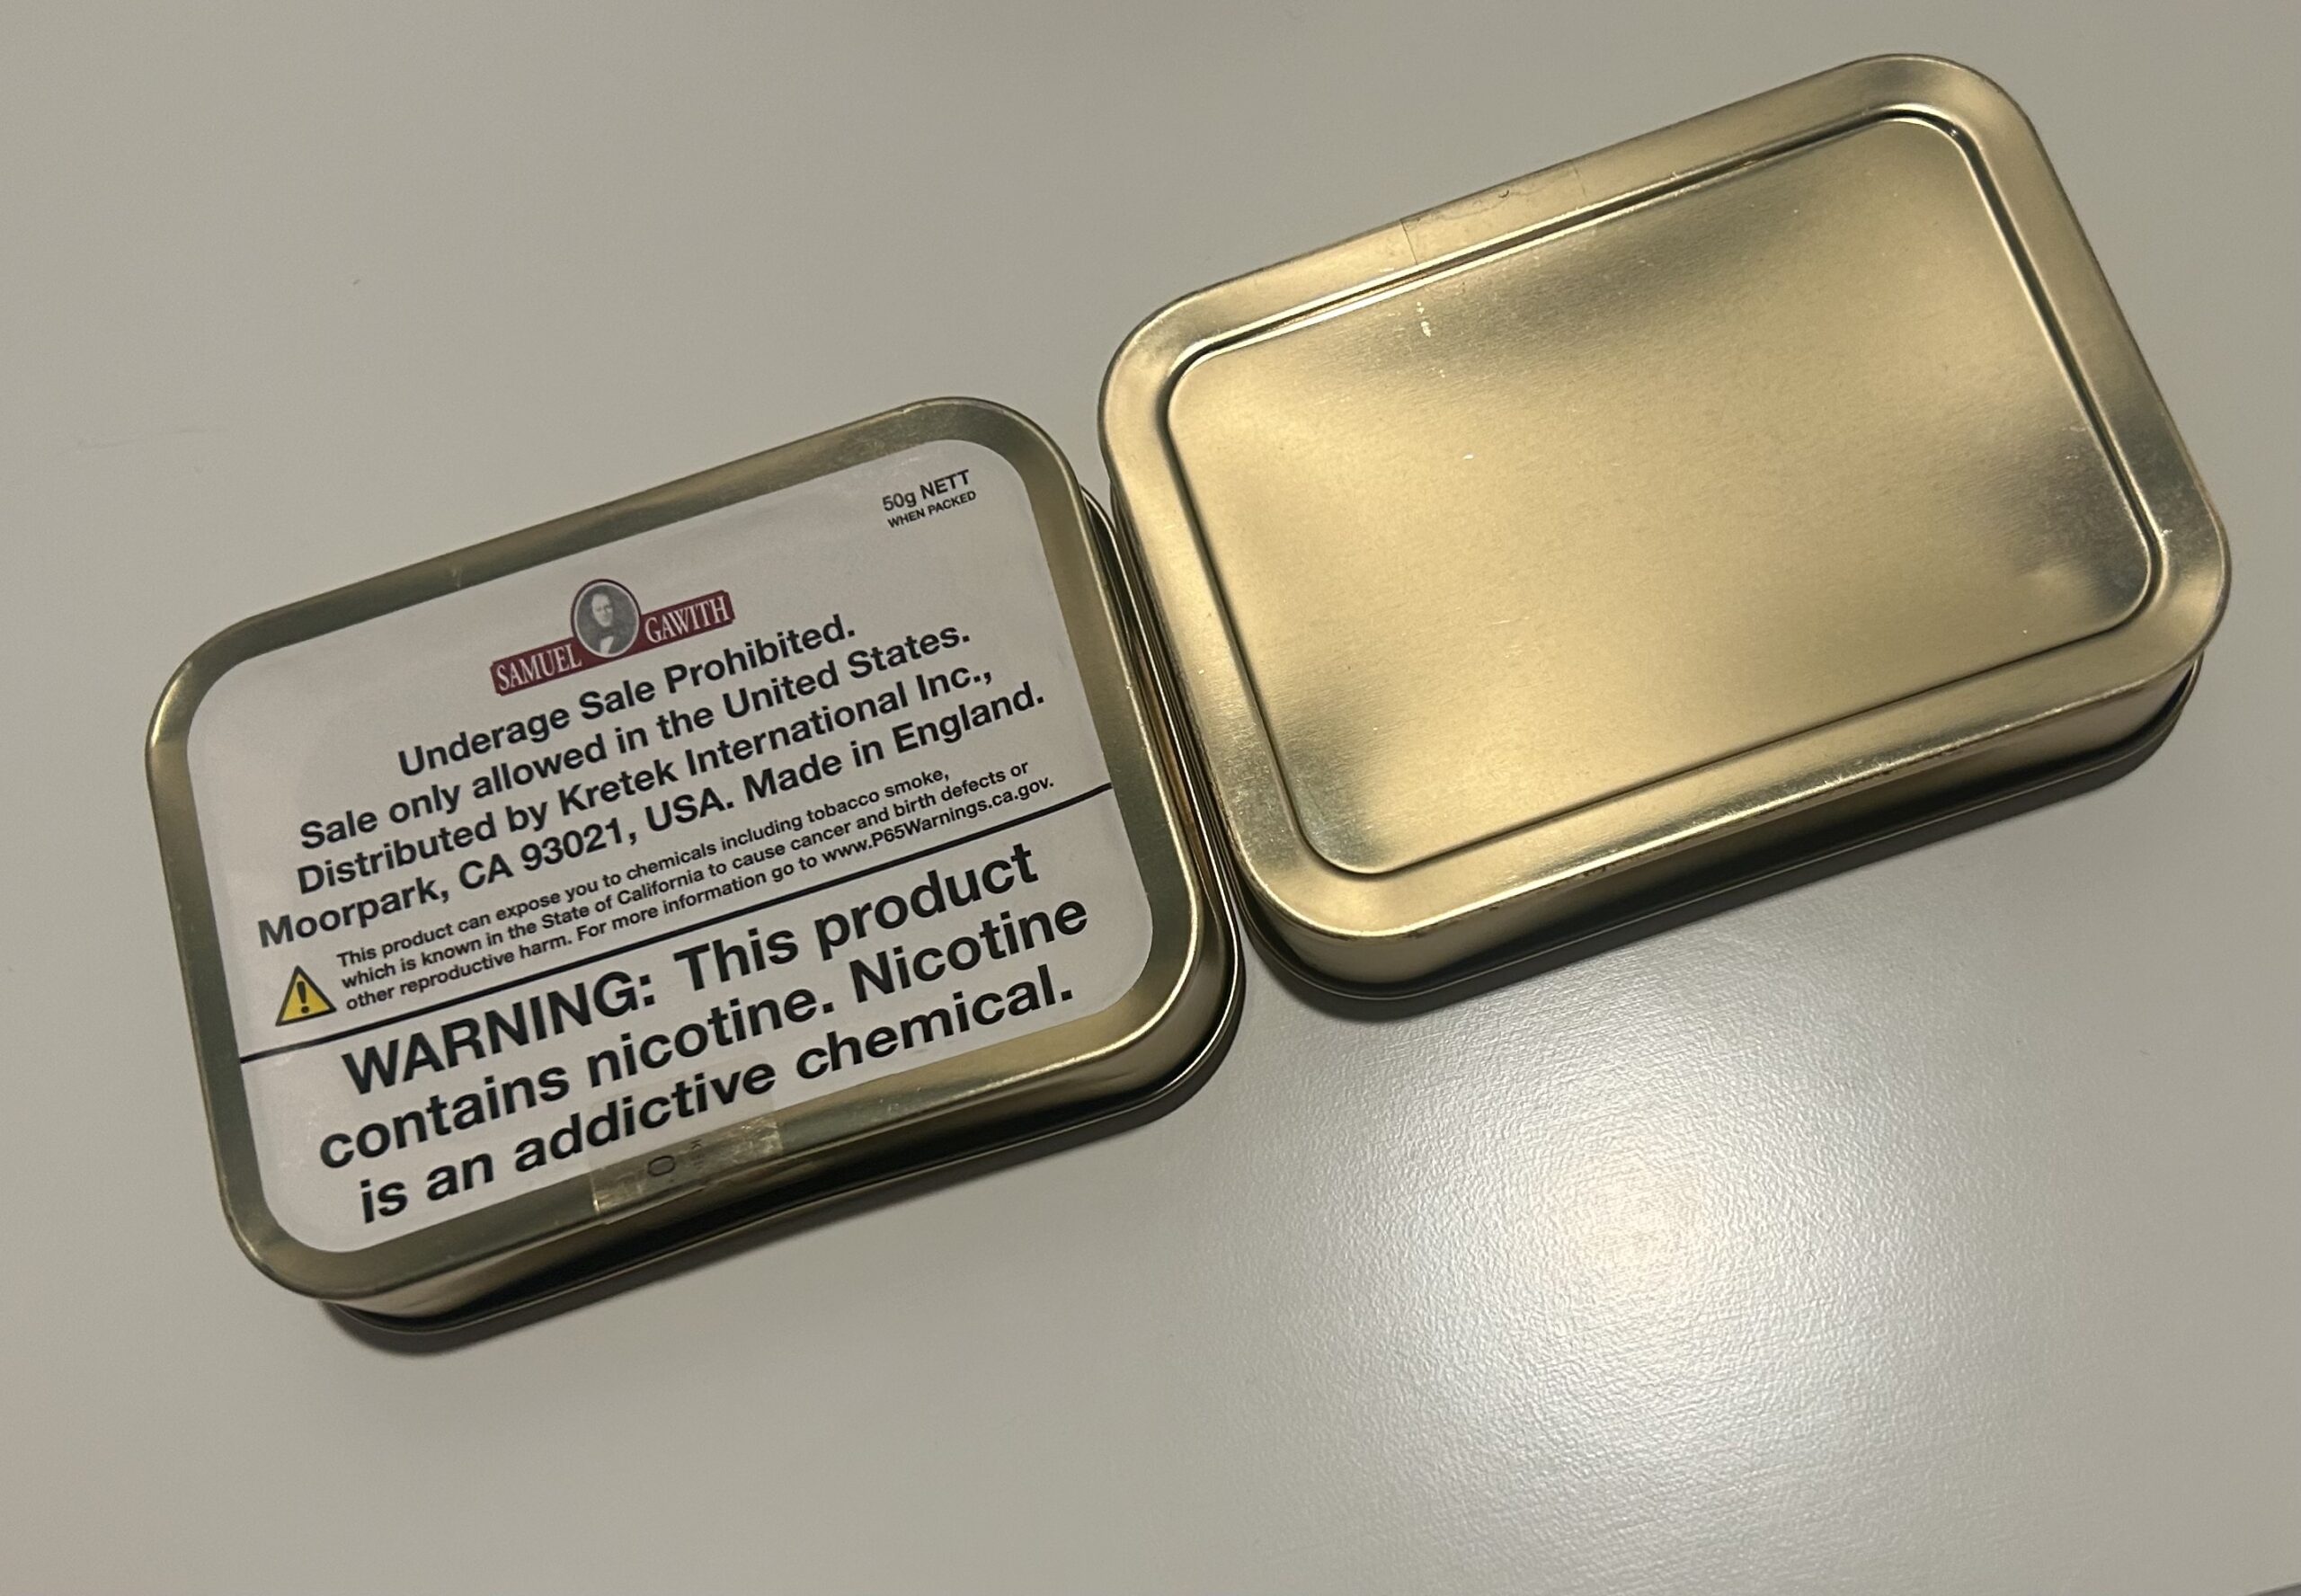 50g NETT
WHEN PACKED
SAMUEL GAWITH
Underage Sale Prohibited.
Sale only allowed in the United States.
Distributed by Kretek International Inc.,
Moorpark, CA 93021, USA. Made in England.
This product can expose you to chemicals including tobacco smoke,
which is known in the State of California to cause cancer and birth defects or
other reproductive harm. For more information go to www.P65Warnings.ca.gov.
WARNING: This product
contains nicotine. Nicotine
is an addictive chemical.